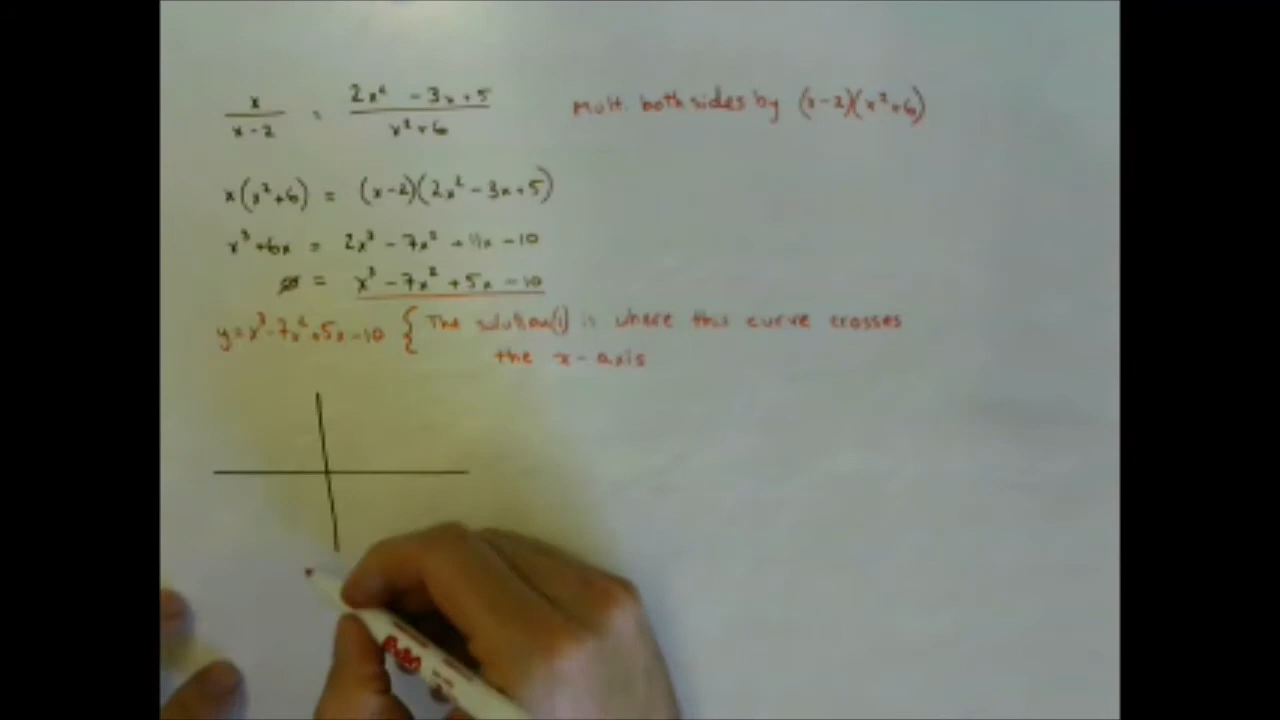 x/(x-2) = (2x² - 3x + 5)/(x² + 6) Mult. both sides by (x-2)(x²+6)
x(x²+6) = (x-2)(2x² - 3x + 5)
x³ + 6x = 2x³ - 7x² + 11x - 10
0 = x³ - 7x² + 5x - 10
y = x³ - 7x² + 5x - 10 { The solution(s) is where this curve crosses
the x-axis